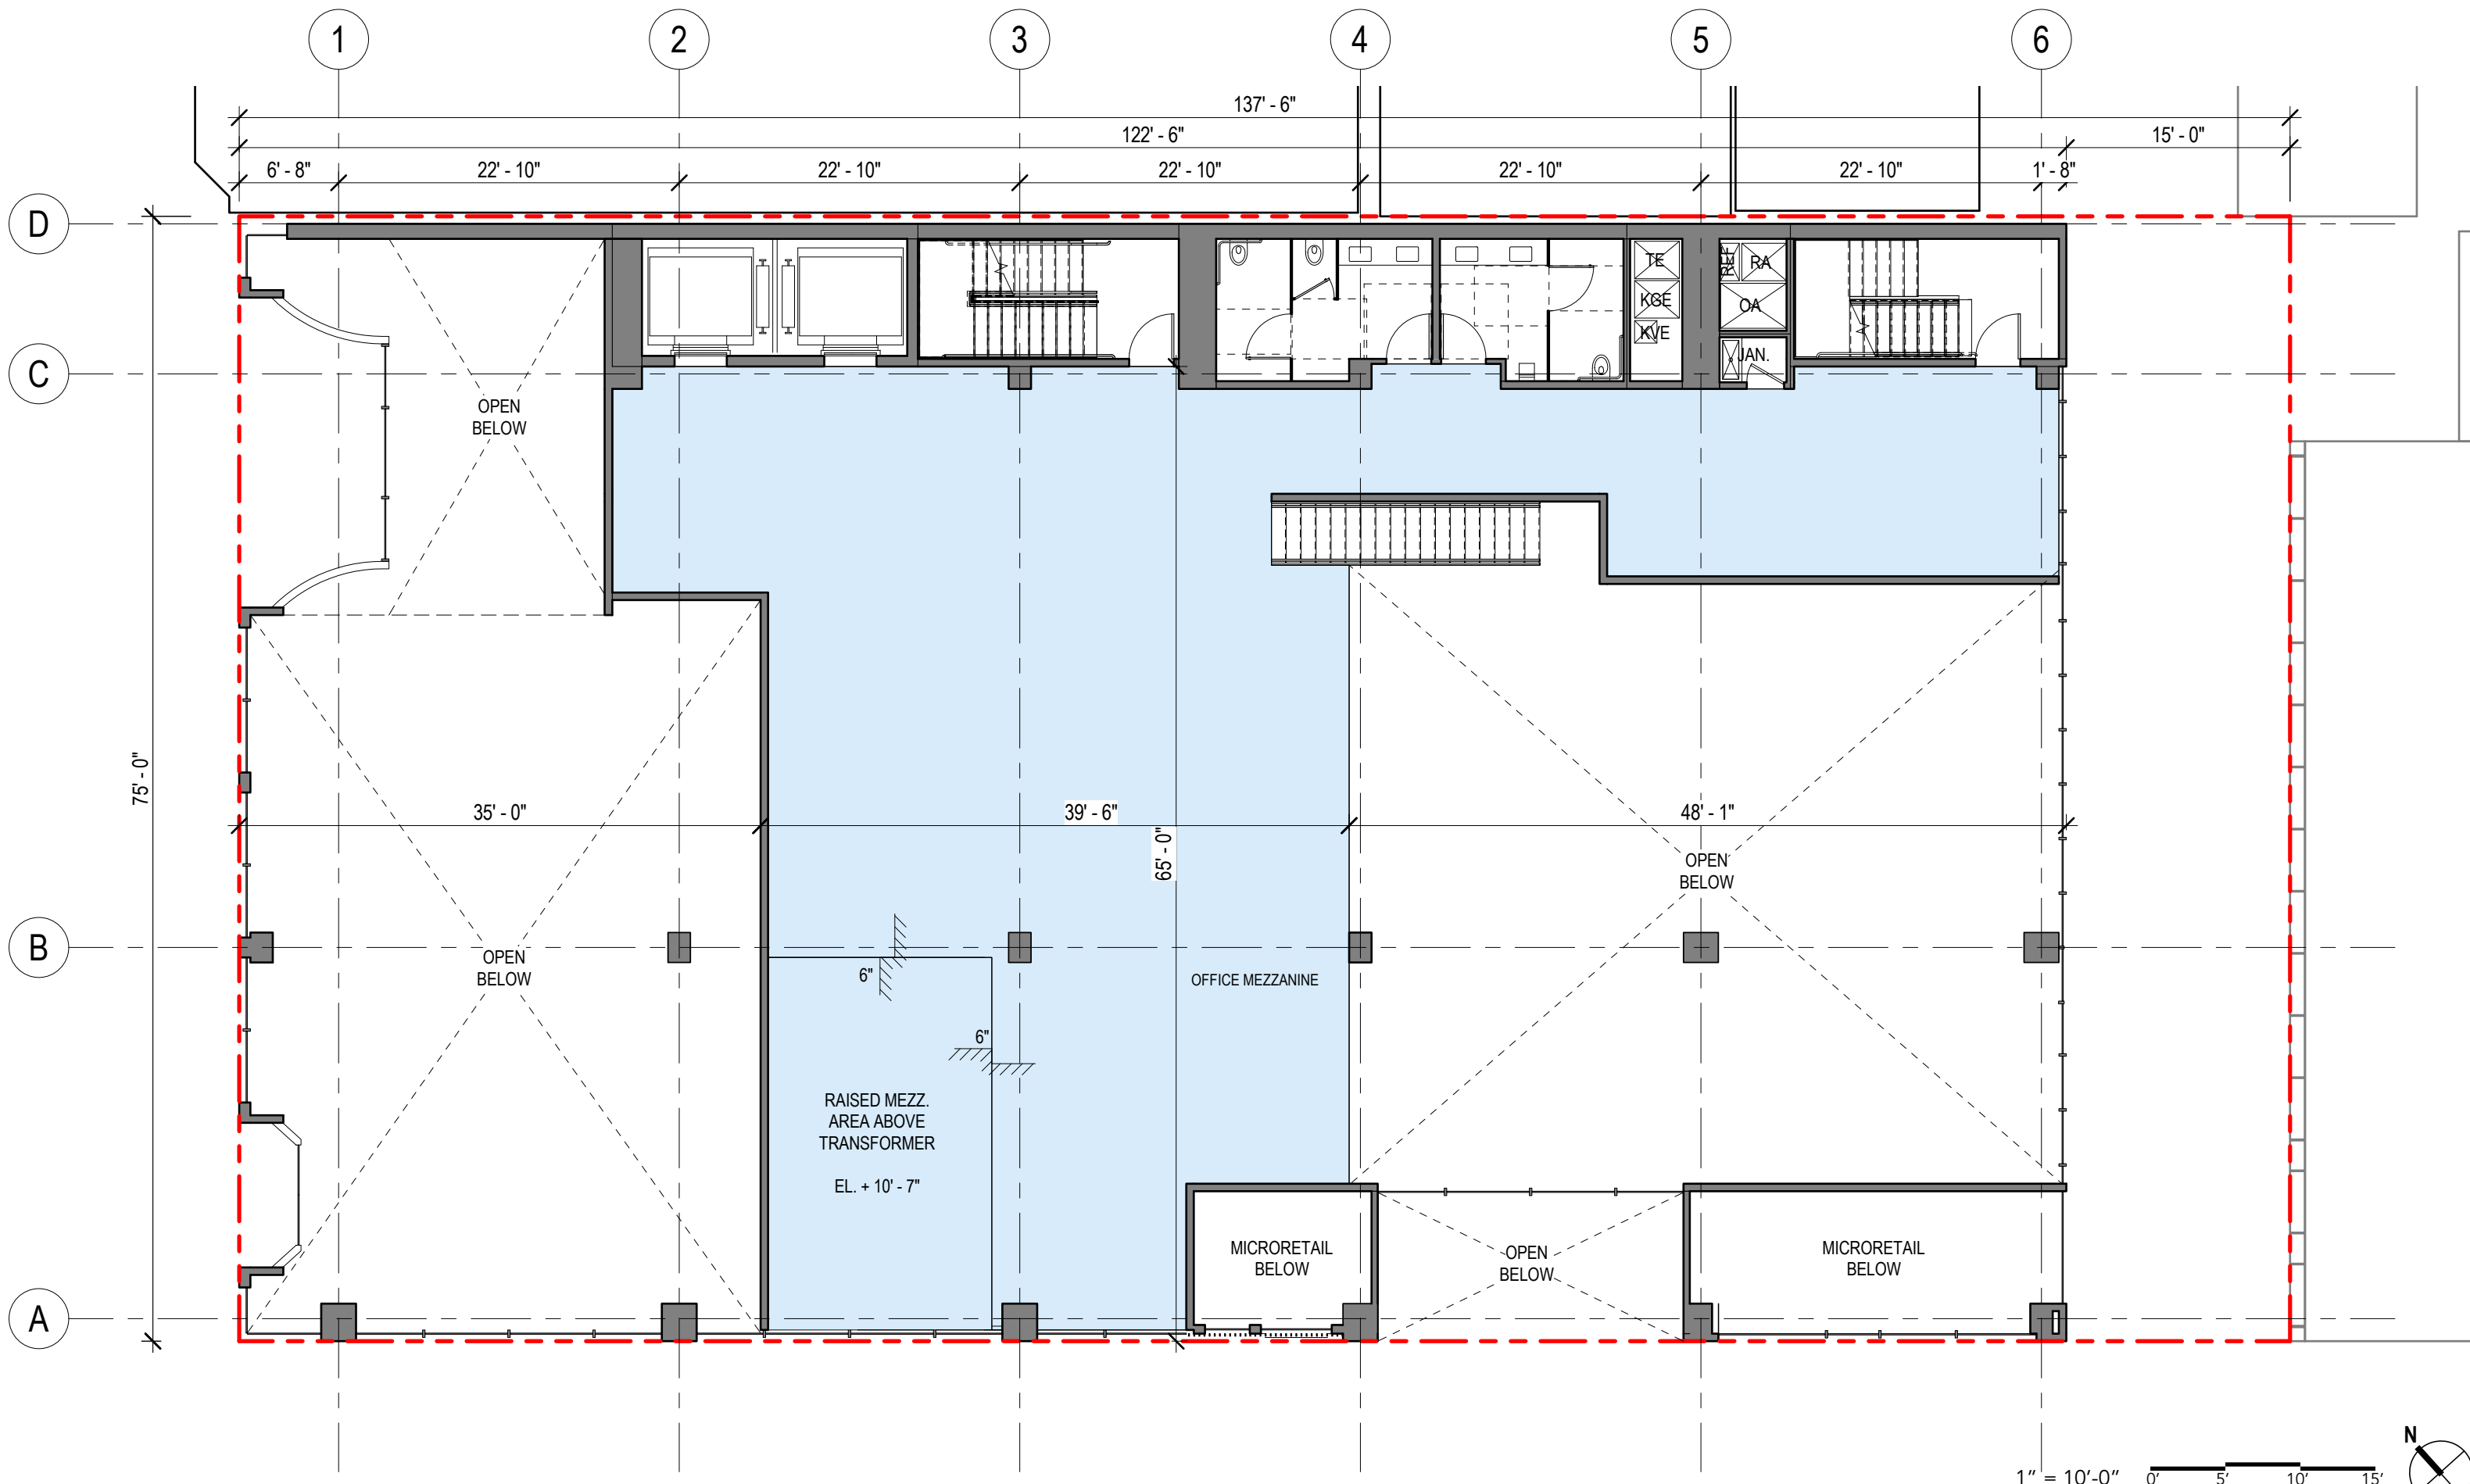 1 2 3 4 5 6
137' - 6"
122' - 6" 15' - 0"
6' - 8" 22' - 10" 22' - 10" 22' - 10" 22' - 10" 22' - 10" 1' - 8"
D
TE REF RA
KGE OA
KVE
JAN.
C
OPEN
BELOW
75' - 0"
35' - 0" 39' - 6" 48' - 1"
65' - 0"
OPEN
BELOW
B
OPEN
BELOW
6"
OFFICE MEZZANINE
6"
RAISED MEZZ.
AREA ABOVE
TRANSFORMER
EL. + 10' - 7"
MICRORETAIL
BELOW
OPEN
BELOW
MICRORETAIL
BELOW
A
N
1" = 10'-0" 0' 5' 10' 15'